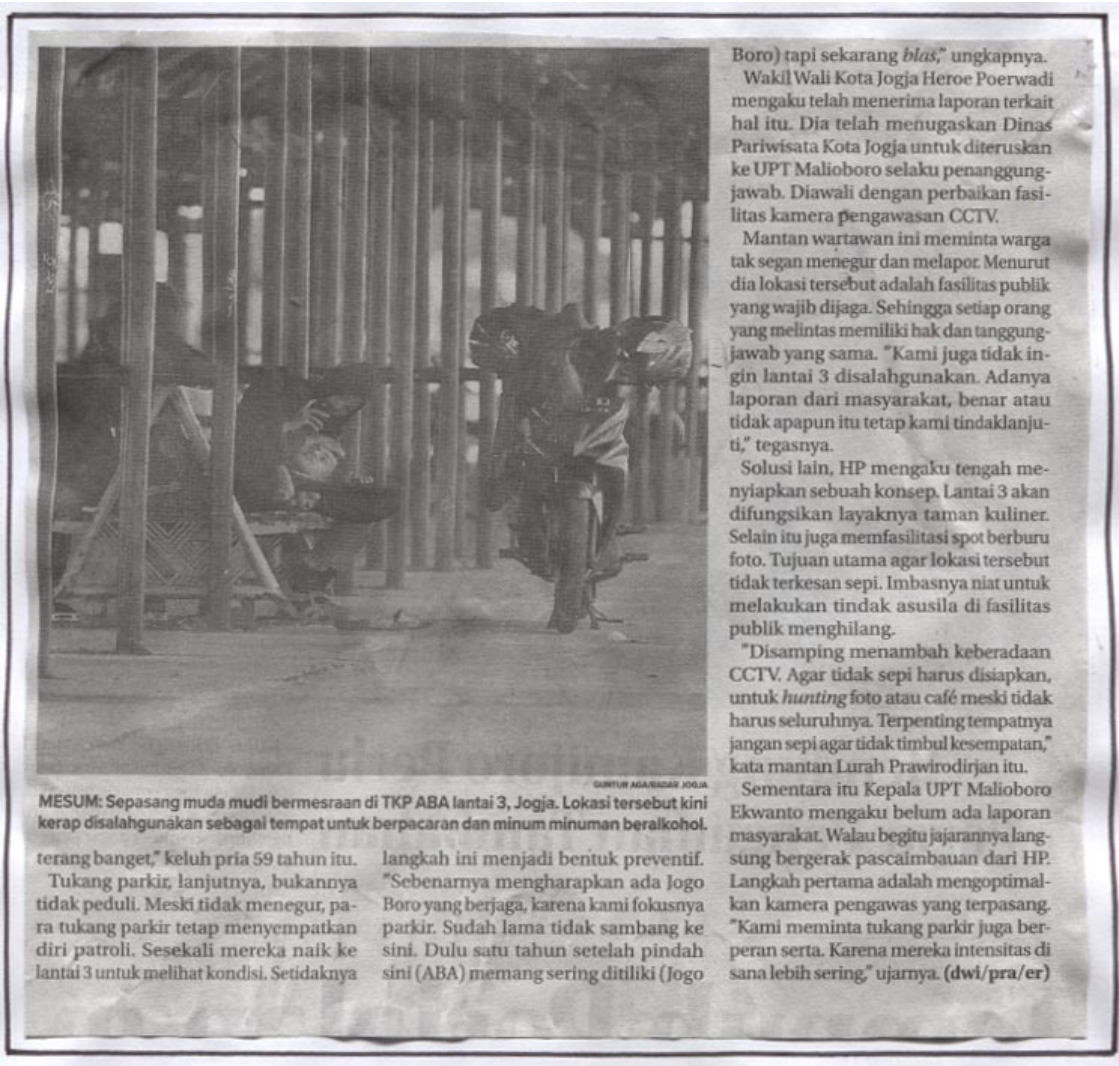 GUNTUR AGA/RADAR JOGJA
MESUM: Sepasang muda mudi bermesraan di TKP ABA lantai 3, Jogja. Lokasi tersebut kini
kerap disalahgunakan sebagai tempat untuk berpacaran dan minum minuman beralkohol.
terang banget," keluh pria 59 tahun itu.
Tukang parkir, lanjutnya, bukannya
tidak peduli. Meski tidak menegur, pa-
ra tukang parkir tetap menyempatkan
diri patroli. Sesekali mereka naik ke
lantai 3 untuk melihat kondisi. Setidaknya
langkah ini menjadi bentuk preventif.
"Sebenarnya mengharapkan ada Jogo
Boro yang berjaga, karena kami fokusnya
parkir. Sudah lama tidak sambang ke
sini. Dulu satu tahun setelah pindah
sini (ABA) memang sering ditiliki (Jogo
Boro) tapi sekarang blas," ungkapnya.
Wakil Wali Kota Jogja Heroe Poerwadi
mengaku telah menerima laporan terkait
hal itu. Dia telah menugaskan Dinas
Pariwisata Kota Jogja untuk diteruskan
ke UPT Malioboro selaku penanggung-
jawab. Diawali dengan perbaikan fasi-
litas kamera pengawasan CCTV.
Mantan wartawan ini meminta warga
tak segan menegur dan melapor. Menurut
dia lokasi tersebut adalah fasilitas publik
yang wajib dijaga. Sehingga setiap orang
yang melintas memiliki hak dan tanggung-
jawab yang sama. "Kami juga tidak in-
gin lantai 3 disalahgunakan. Adanya
laporan dari masyarakat, benar atau
tidak apapun itu tetap kami tindaklanju-
ti," tegasnya.
Solusi lain, HP mengaku tengah me-
nyiapkan sebuah konsep. Lantai 3 akan
difungsikan layaknya taman kuliner.
Selain itu juga memfasilitasi spot berburu
foto. Tujuan utama agar lokasi tersebut
tidak terkesan sepi. Imbasnya niat untuk
melakukan tindak asusila di fasilitas
publik menghilang.
"Disamping menambah keberadaan
CCTV. Agar tidak sepi harus disiapkan,
untuk hunting foto atau café meski tidak
harus seluruhnya. Terpenting tempatnya
jangan sepi agar tidak timbul kesempatan,"
kata mantan Lurah Prawirodirjan itu.
Sementara itu Kepala UPT Malioboro
Ekwanto mengaku belum ada laporan
masyarakat. Walau begitu jajarannya lang-
sung bergerak pascaimbauan dari HP.
Langkah pertama adalah mengoptimal-
kan kamera pengawas yang terpasang.
"Kami meminta tukang parkir juga ber-
peran serta. Karena mereka intensitas di
sana lebih sering," ujarnya. (dwi/pra/er)